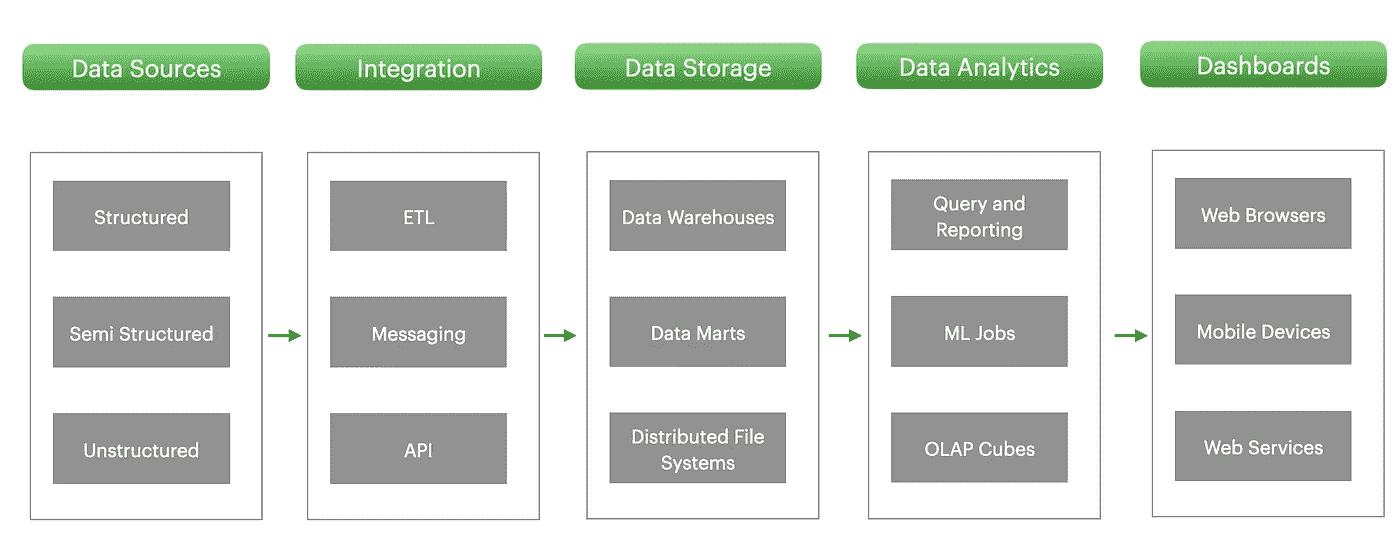 Data Sources
Integration
Data Storage
Data Analytics
Dashboards
Structured
Semi Structured
Unstructured
ETL
Messaging
API
Data Warehouses
Data Marts
Distributed File
Systems
Query and
Reporting
ML Jobs
OLAP Cubes
Web Browsers
Mobile Devices
Web Services